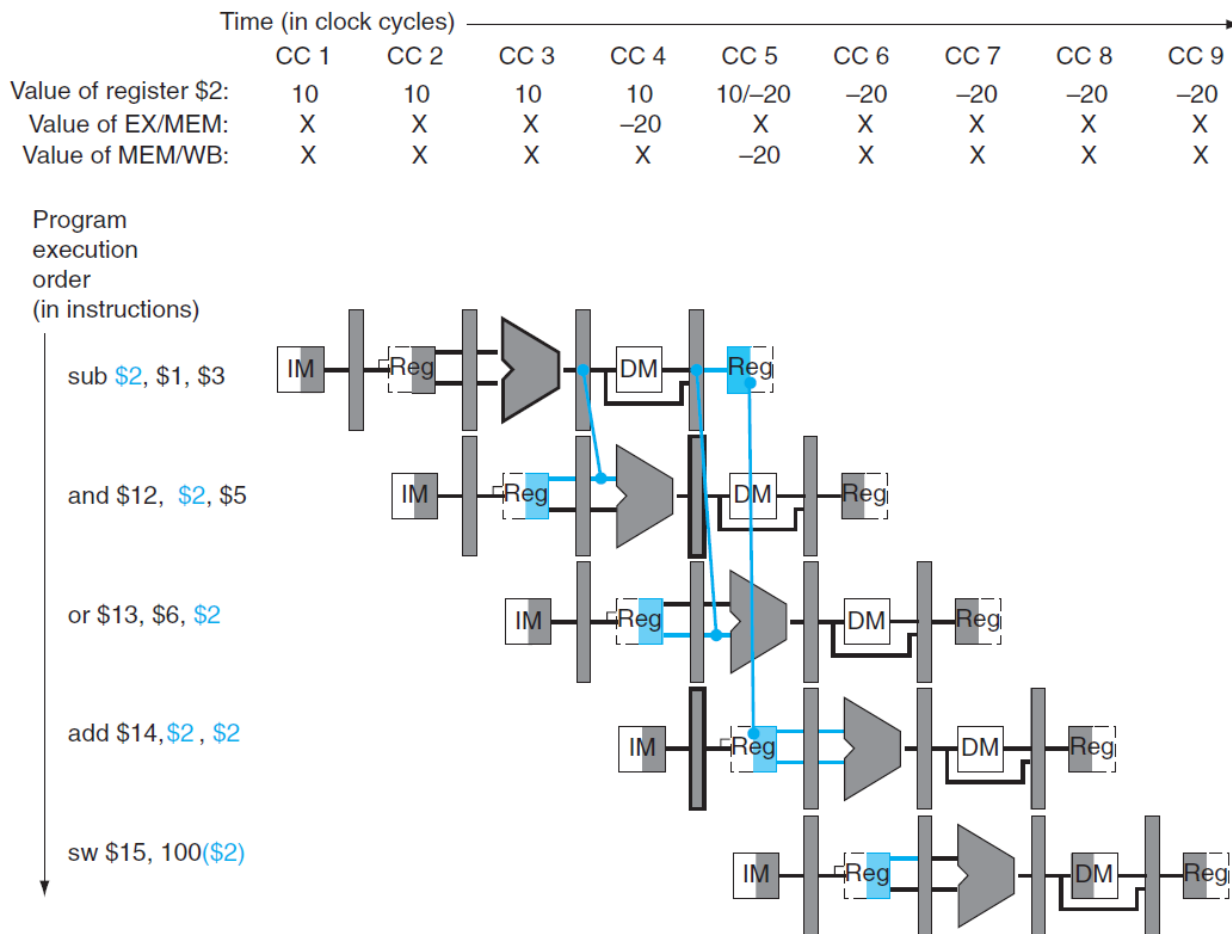 Time (in clock cycles)
CC 1 CC 2 CC 3 CC 4 CC 5 CC 6 CC 7 CC 8 CC 9
Value of register $2: 10 10 10 10 10/–20 –20 –20 –20 –20
Value of EX/MEM: X X X –20 X X X X X
Value of MEM/WB: X X X X –20 X X X X
Program
execution
order
(in instructions)
sub $2, $1, $3
IM Reg DM Reg
and $12, $2, $5
IM Reg DM Reg
or $13, $6, $2
IM Reg DM Reg
add $14,$2 , $2
IM Reg DM Reg
sw $15, 100($2)
IM Reg DM Reg